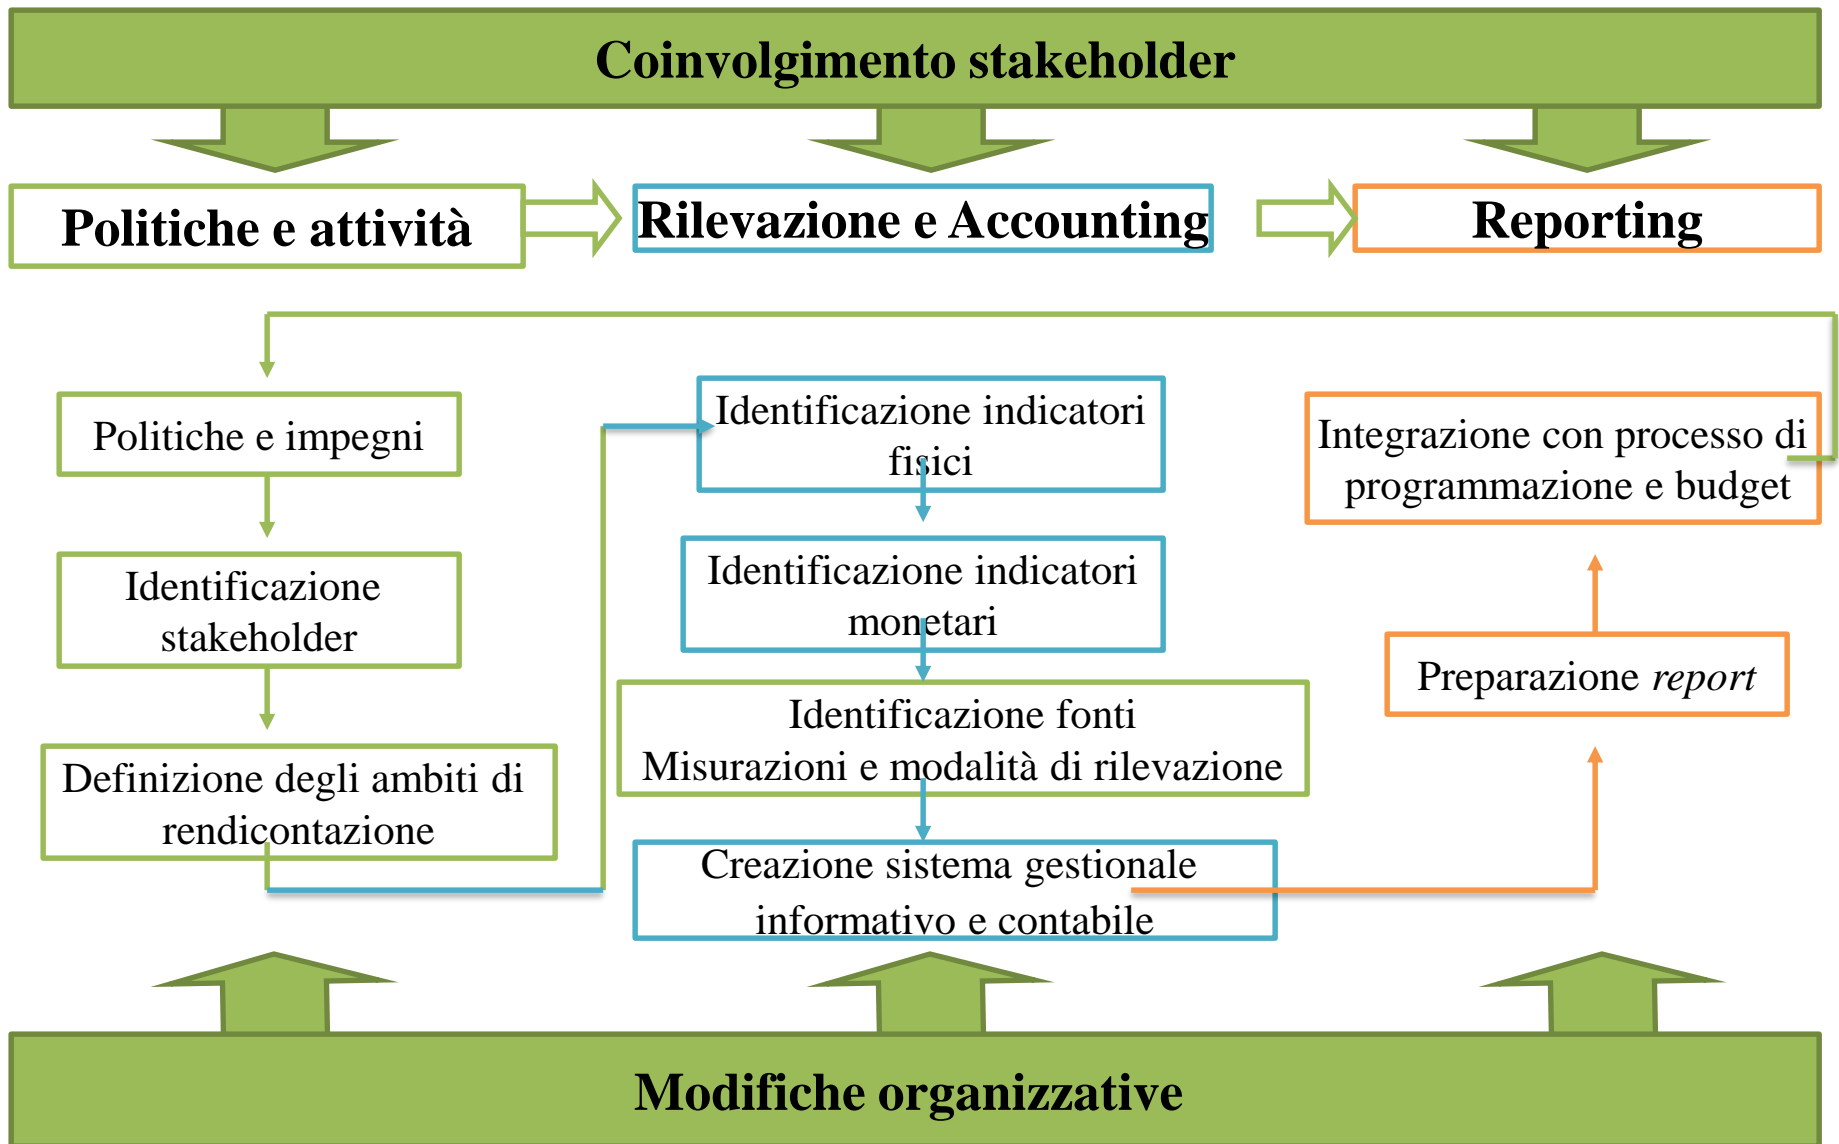 Coinvolgimento stakeholder
Politiche e attività
Rilevazione e Accounting
Reporting
Politiche e impegni
Identificazione
stakeholder
Definizione degli ambiti di
rendicontazione
Identificazione indicatori
fisici
Identificazione indicatori
monetari
Identificazione fonti
Misurazioni e modalità di rilevazione
Creazione sistema gestionale
informativo e contabile
Integrazione con processo di
programmazione e budget
Preparazione report
Modifiche organizzative